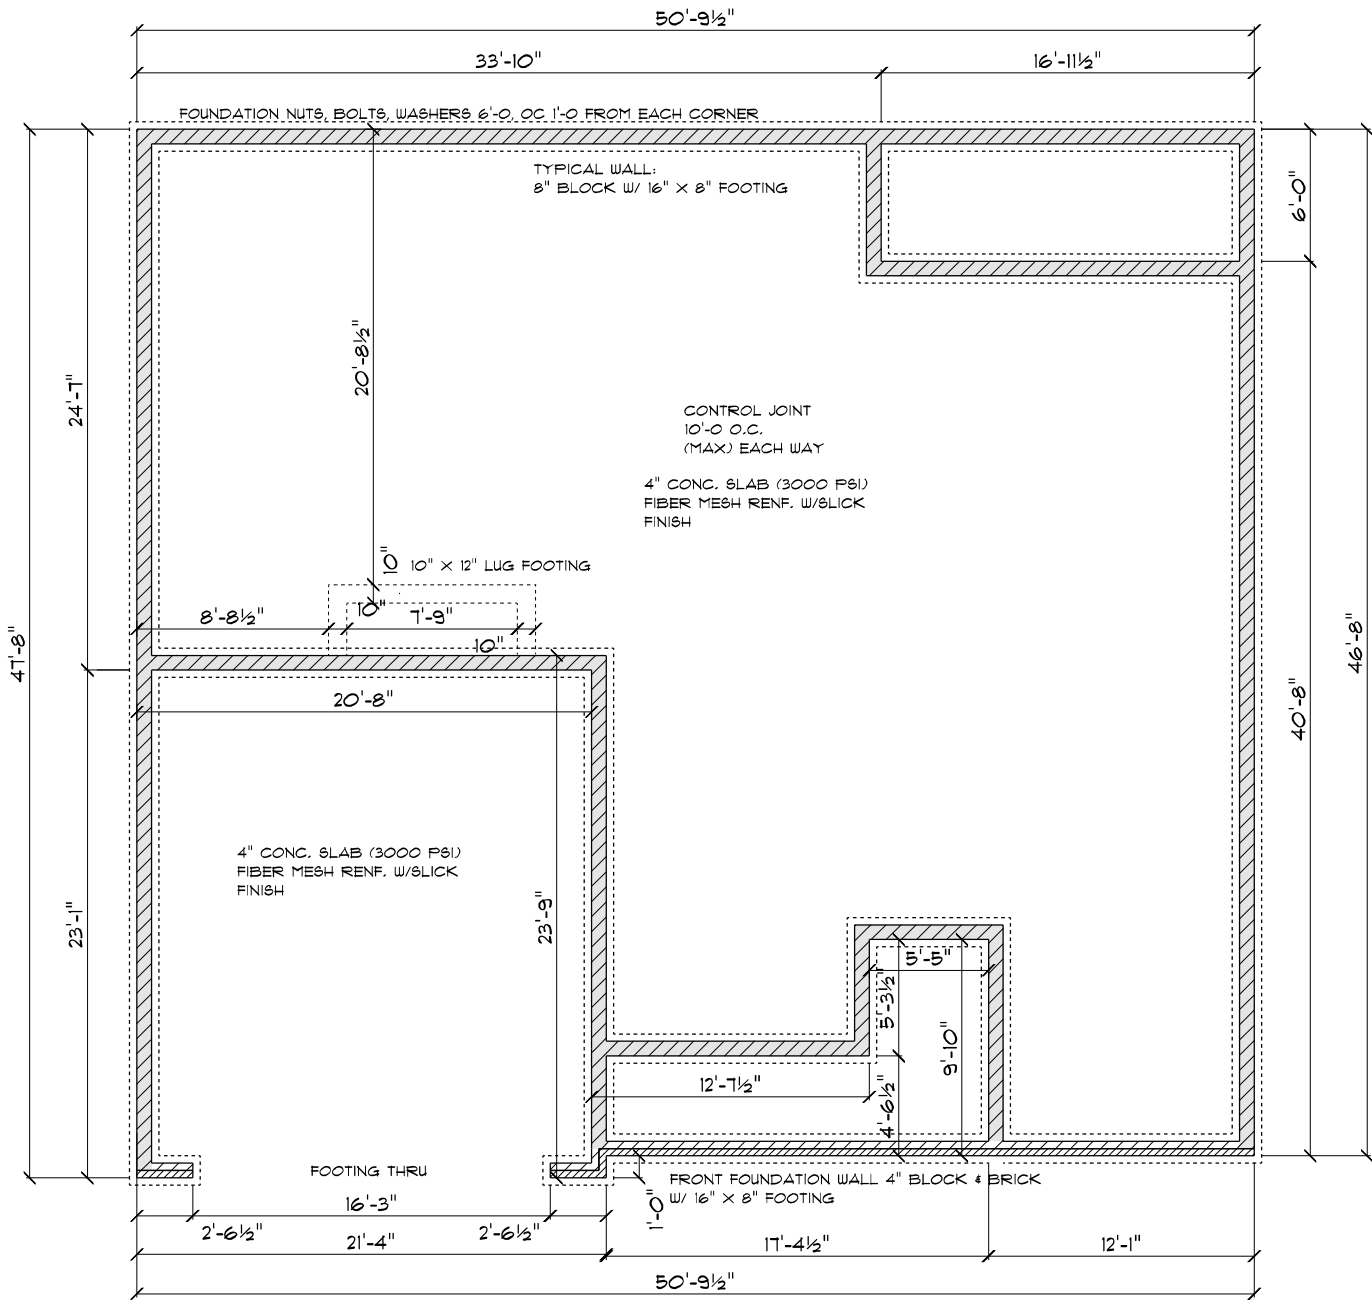 50'-9½"
33'-10"
16'-11½"
FOUNDATION NUTS, BOLTS, WASHERS 6'-0, OC 1'-0 FROM EACH CORNER
TYPICAL WALL:
8" BLOCK W/ 16" X 8" FOOTING
6'-0"
20'-8½"
24'-7"
CONTROL JOINT
10'-0 O.C.
(MAX) EACH WAY
4" CONC. SLAB (3000 PSI)
FIBER MESH RENF. W/SLICK
FINISH
10"
10" X 12" LUG FOOTING
8'-8½"
10"
7'-9"
10"
47'-8"
46'-8"
40'-8"
20'-8"
4" CONC. SLAB (3000 PSI)
FIBER MESH RENF. W/SLICK
FINISH
23'-1"
23'-9"
5'-5"
5'-3½"
9'-10"
12'-7½"
4'-6½"
FOOTING THRU
FRONT FOUNDATION WALL 4" BLOCK & BRICK
W/ 16" X 8" FOOTING
16'-3"
1'-0"
2'-6½"
2'-6½"
21'-4"
17'-4½"
12'-1"
50'-9½"